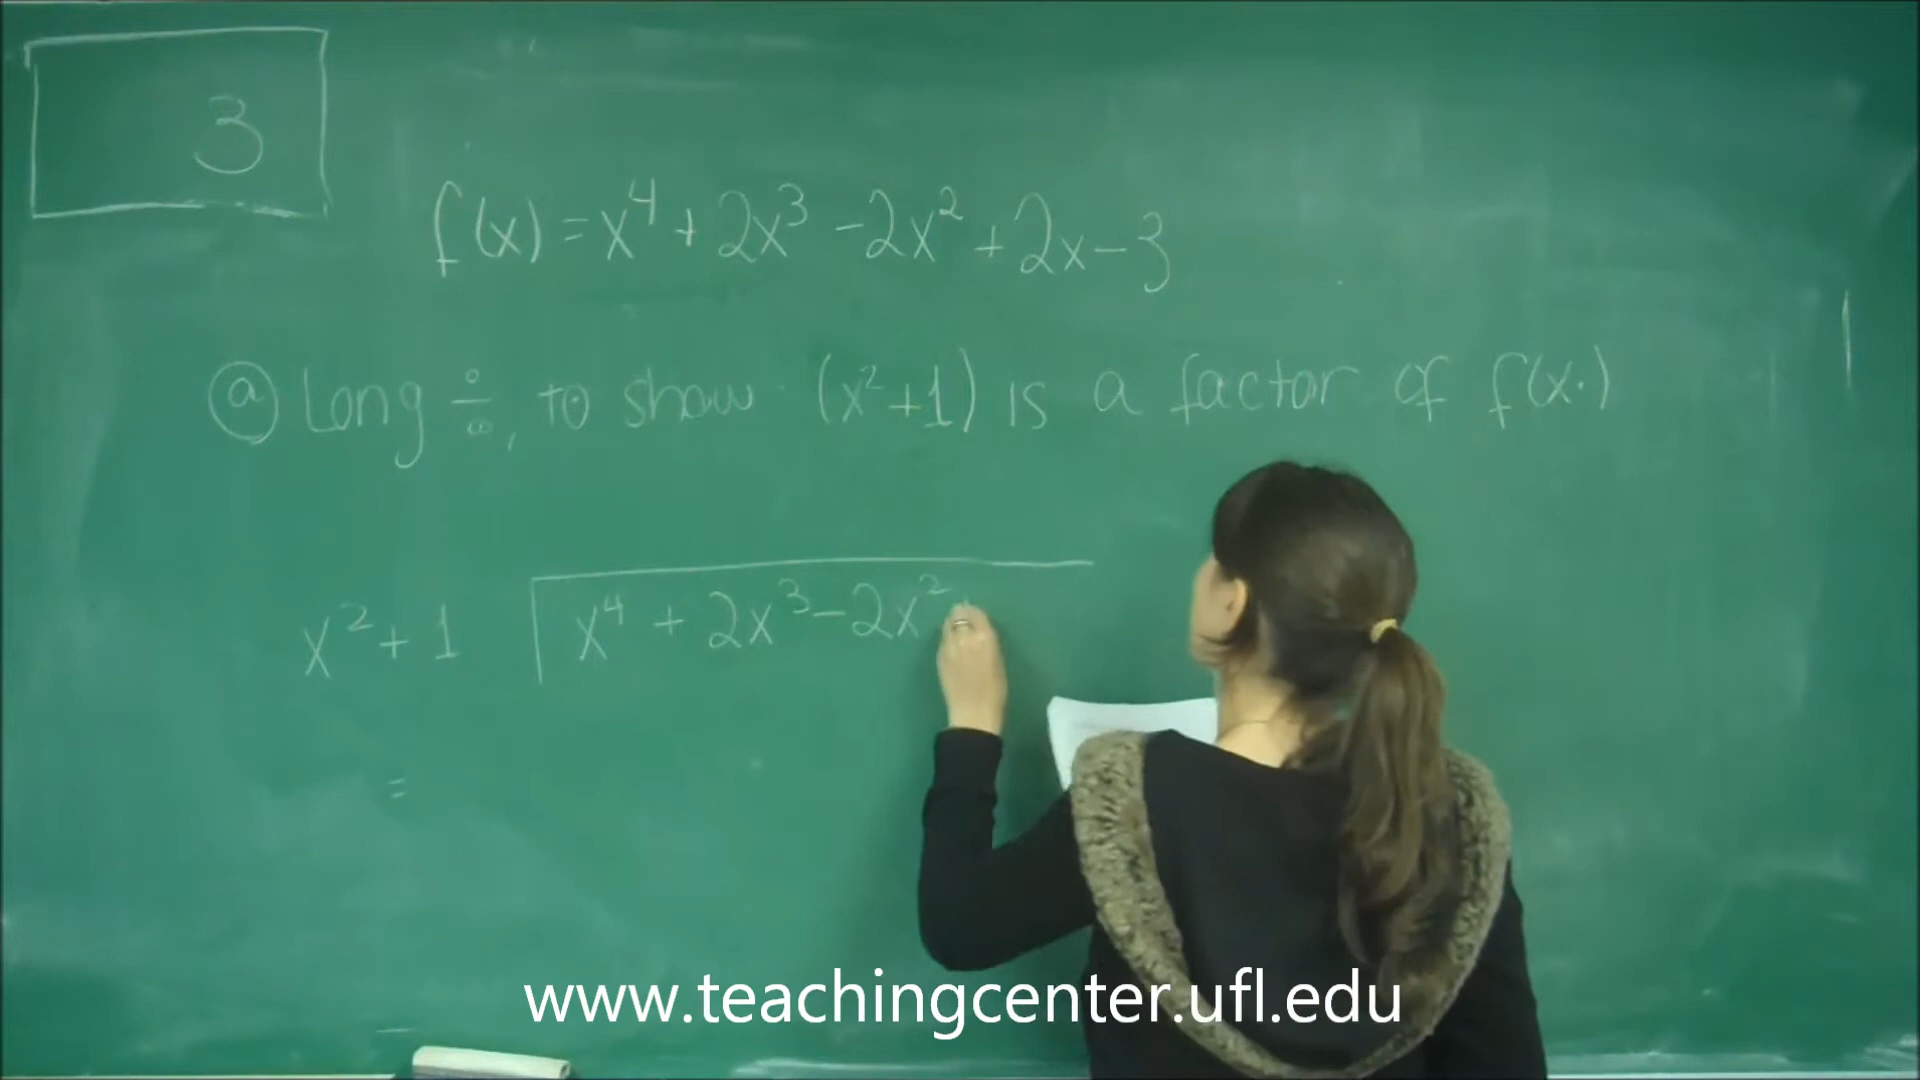 3
f(x) = x⁴ + 2x³ - 2x² + 2x - 3
ⓐ Long ÷, to show (x²+1) is a factor of f(x).
x² + 1 x⁴ + 2x³ - 2x²
=
www.teachingcenter.ufl.edu